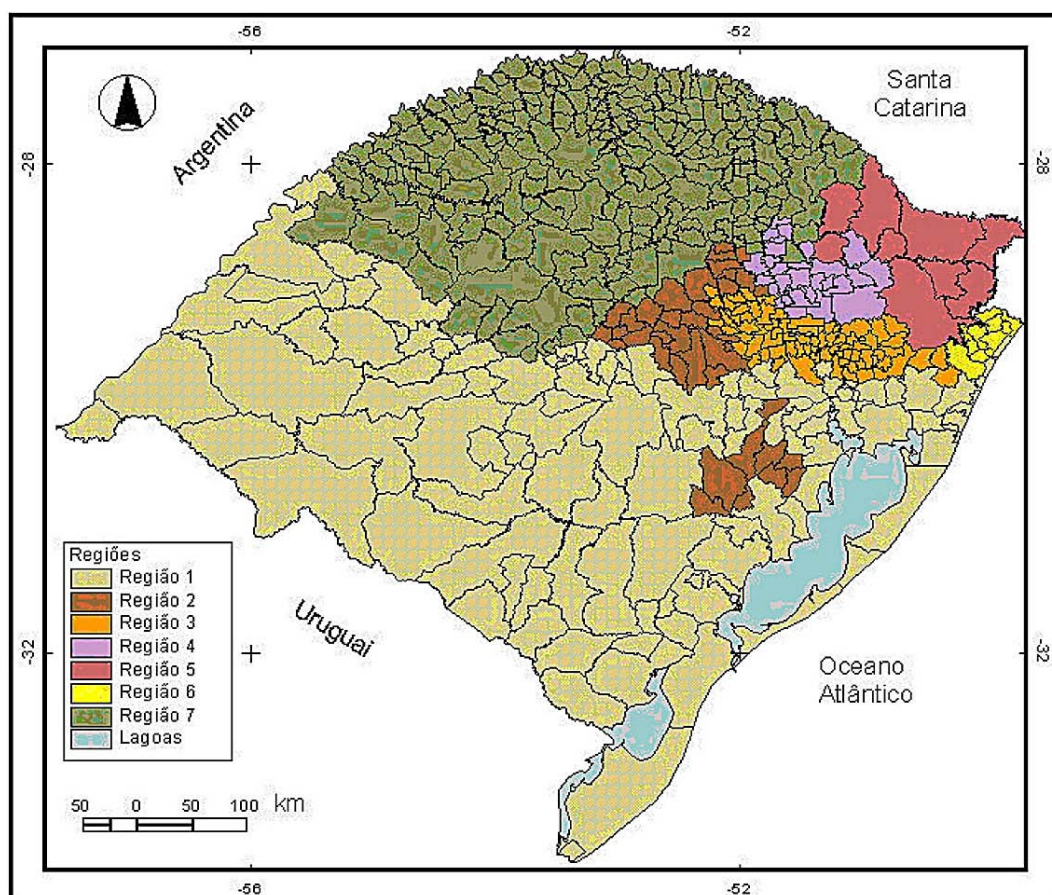 -56
-52
Santa
Catarina
Argentina
-28
-28
Regiões
Região 1
Região 2
Região 3
Região 4
Região 5
Região 6
Região 7
Lagoas
Uruguai
-32
-32
Oceano
Atlântico
50 0 50 100 km
-56
-52